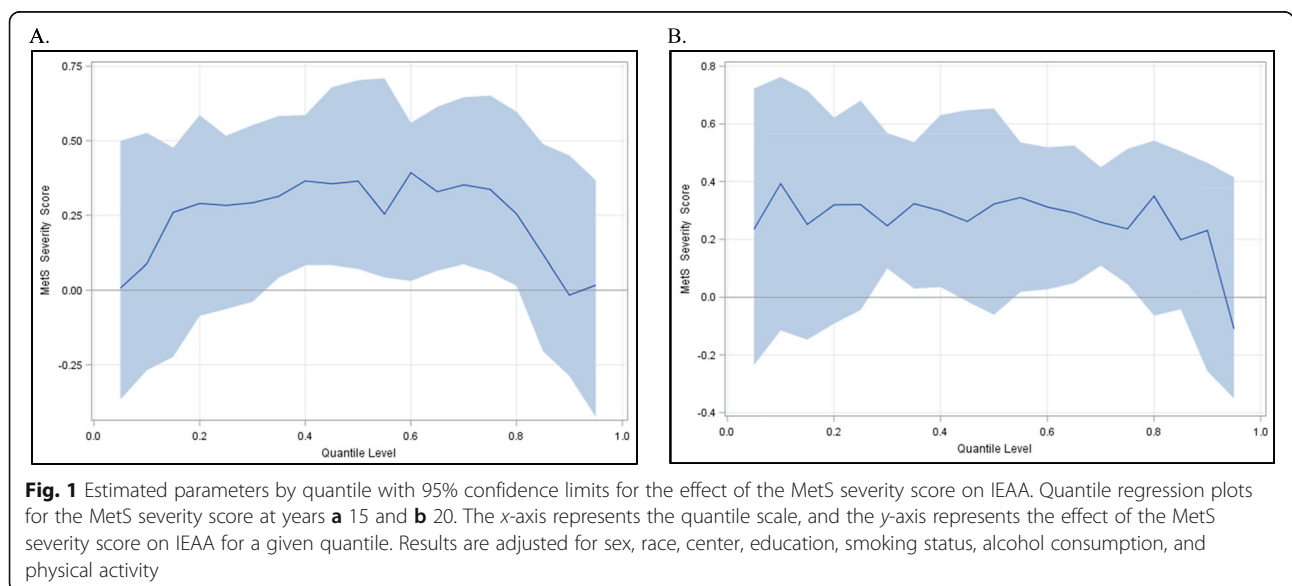 A.
0.75
0.50
0.25
0.00
-0.25
MetS Severity Score
0.0 0.2 0.4 0.6 0.8 1.0
Quantile Level
B.
0.8
0.6
0.4
0.2
0.0
-0.2
-0.4
MetS Severity Score
0.0 0.2 0.4 0.6 0.8 1.0
Quantile Level
Fig. 1 Estimated parameters by quantile with 95% confidence limits for the effect of the MetS severity score on IEAA. Quantile regression plots
for the MetS severity score at years a 15 and b 20. The x-axis represents the quantile scale, and the y-axis represents the effect of the MetS
severity score on IEAA for a given quantile. Results are adjusted for sex, race, center, education, smoking status, alcohol consumption, and
physical activity